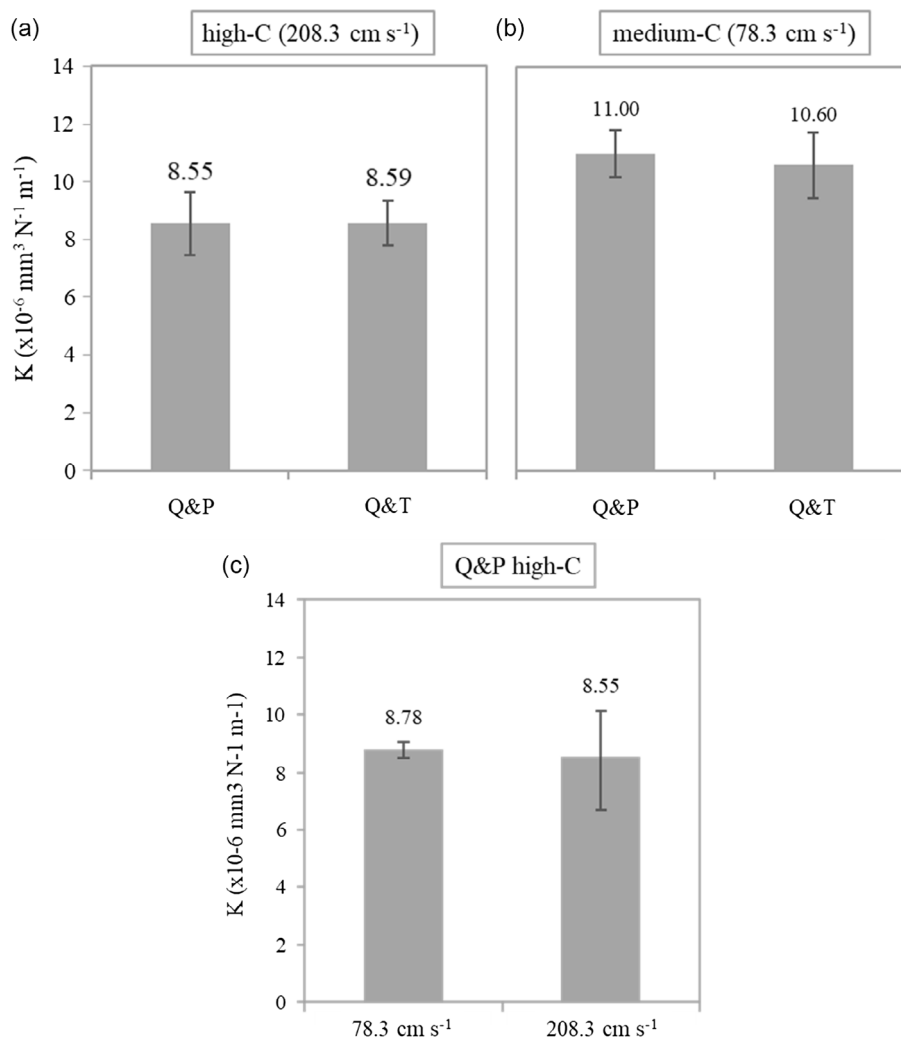 (a)
high-C (208.3 cm s⁻¹)
K (x10⁻⁶ mm³ N⁻¹ m⁻¹)
14
12
10
8
6
4
2
0
8.55
8.59
Q&P
Q&T
(b)
medium-C (78.3 cm s⁻¹)
11.00
10.60
Q&P
Q&T
(c)
Q&P high-C
K (x10-6 mm3 N-1 m-1)
14
12
10
8
6
4
2
0
8.78
8.55
78.3 cm s⁻¹
208.3 cm s⁻¹